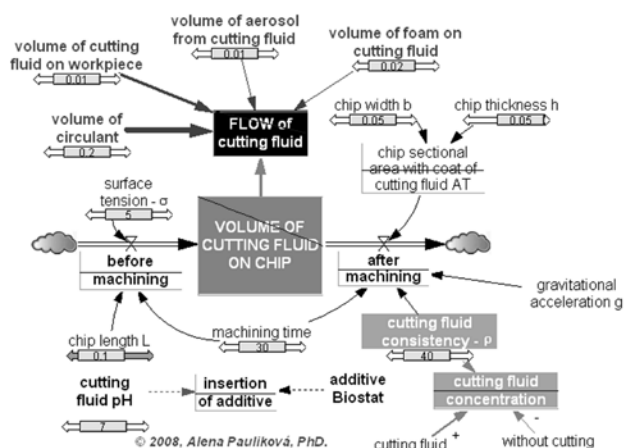 volume of aerosol
from cutting fluid
0.01
volume of cutting
fluid on workpiece
0.01
volume of foam on
cutting fluid
0.02
volume of
circulant
0.2
FLOW of
cutting fluid
chip width b
0.05
chip thickness h
0.05
chip sectional
area with coat of
cutting fluid AT
surface
tension - σ
5
VOLUME OF
CUTTING FLUID
ON CHIP
before
machining
after
machining
gravitational
acceleration g
chip length L
0.1
machining time
30
cutting fluid
consistency - ρ
40
cutting
fluid pH
7
insertion
of additive
additive
Biostat
cutting fluid
concentration
© 2008, Alena Pauliková, PhD.
cutting fluid +
-
without cutting